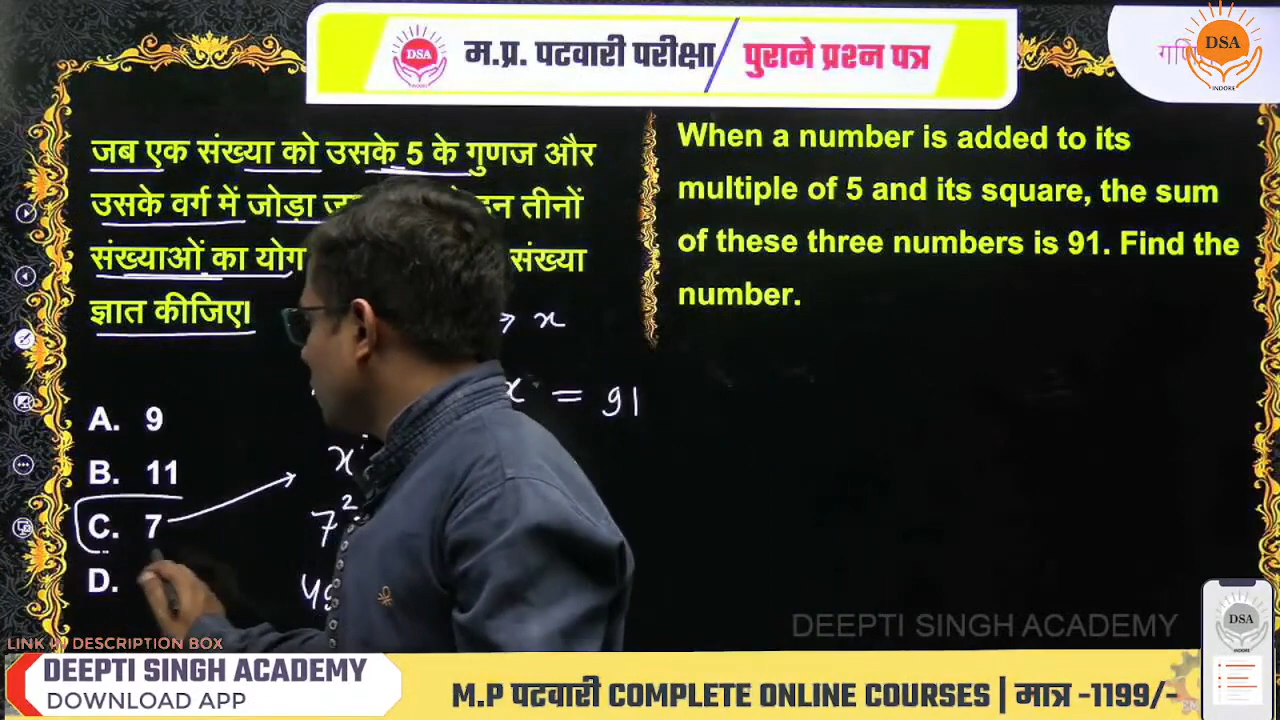 म.प्र. पटवारी परीक्षा / पुराने प्रश्न पत्र
DSA
DSA
INDORE
जब एक संख्या को उसके 5 के गुणज और
उसके वर्ग में जोड़ा तीनों
संख्याओं का योग संख्या
ज्ञात कीजिए।
When a number is added to its
multiple of 5 and its square, the sum
of these three numbers is 91. Find the
number.
→ x
x = 91
A. 9
B. 11
C. 7
D.
x
7²
DEEPTI SINGH ACADEMY
LINK IN DESCRIPTION BOX
DEEPTI SINGH ACADEMY
DOWNLOAD APP
M.P पटवारी COMPLETE ONLINE COURSES | मात्र -1199/-
DSA